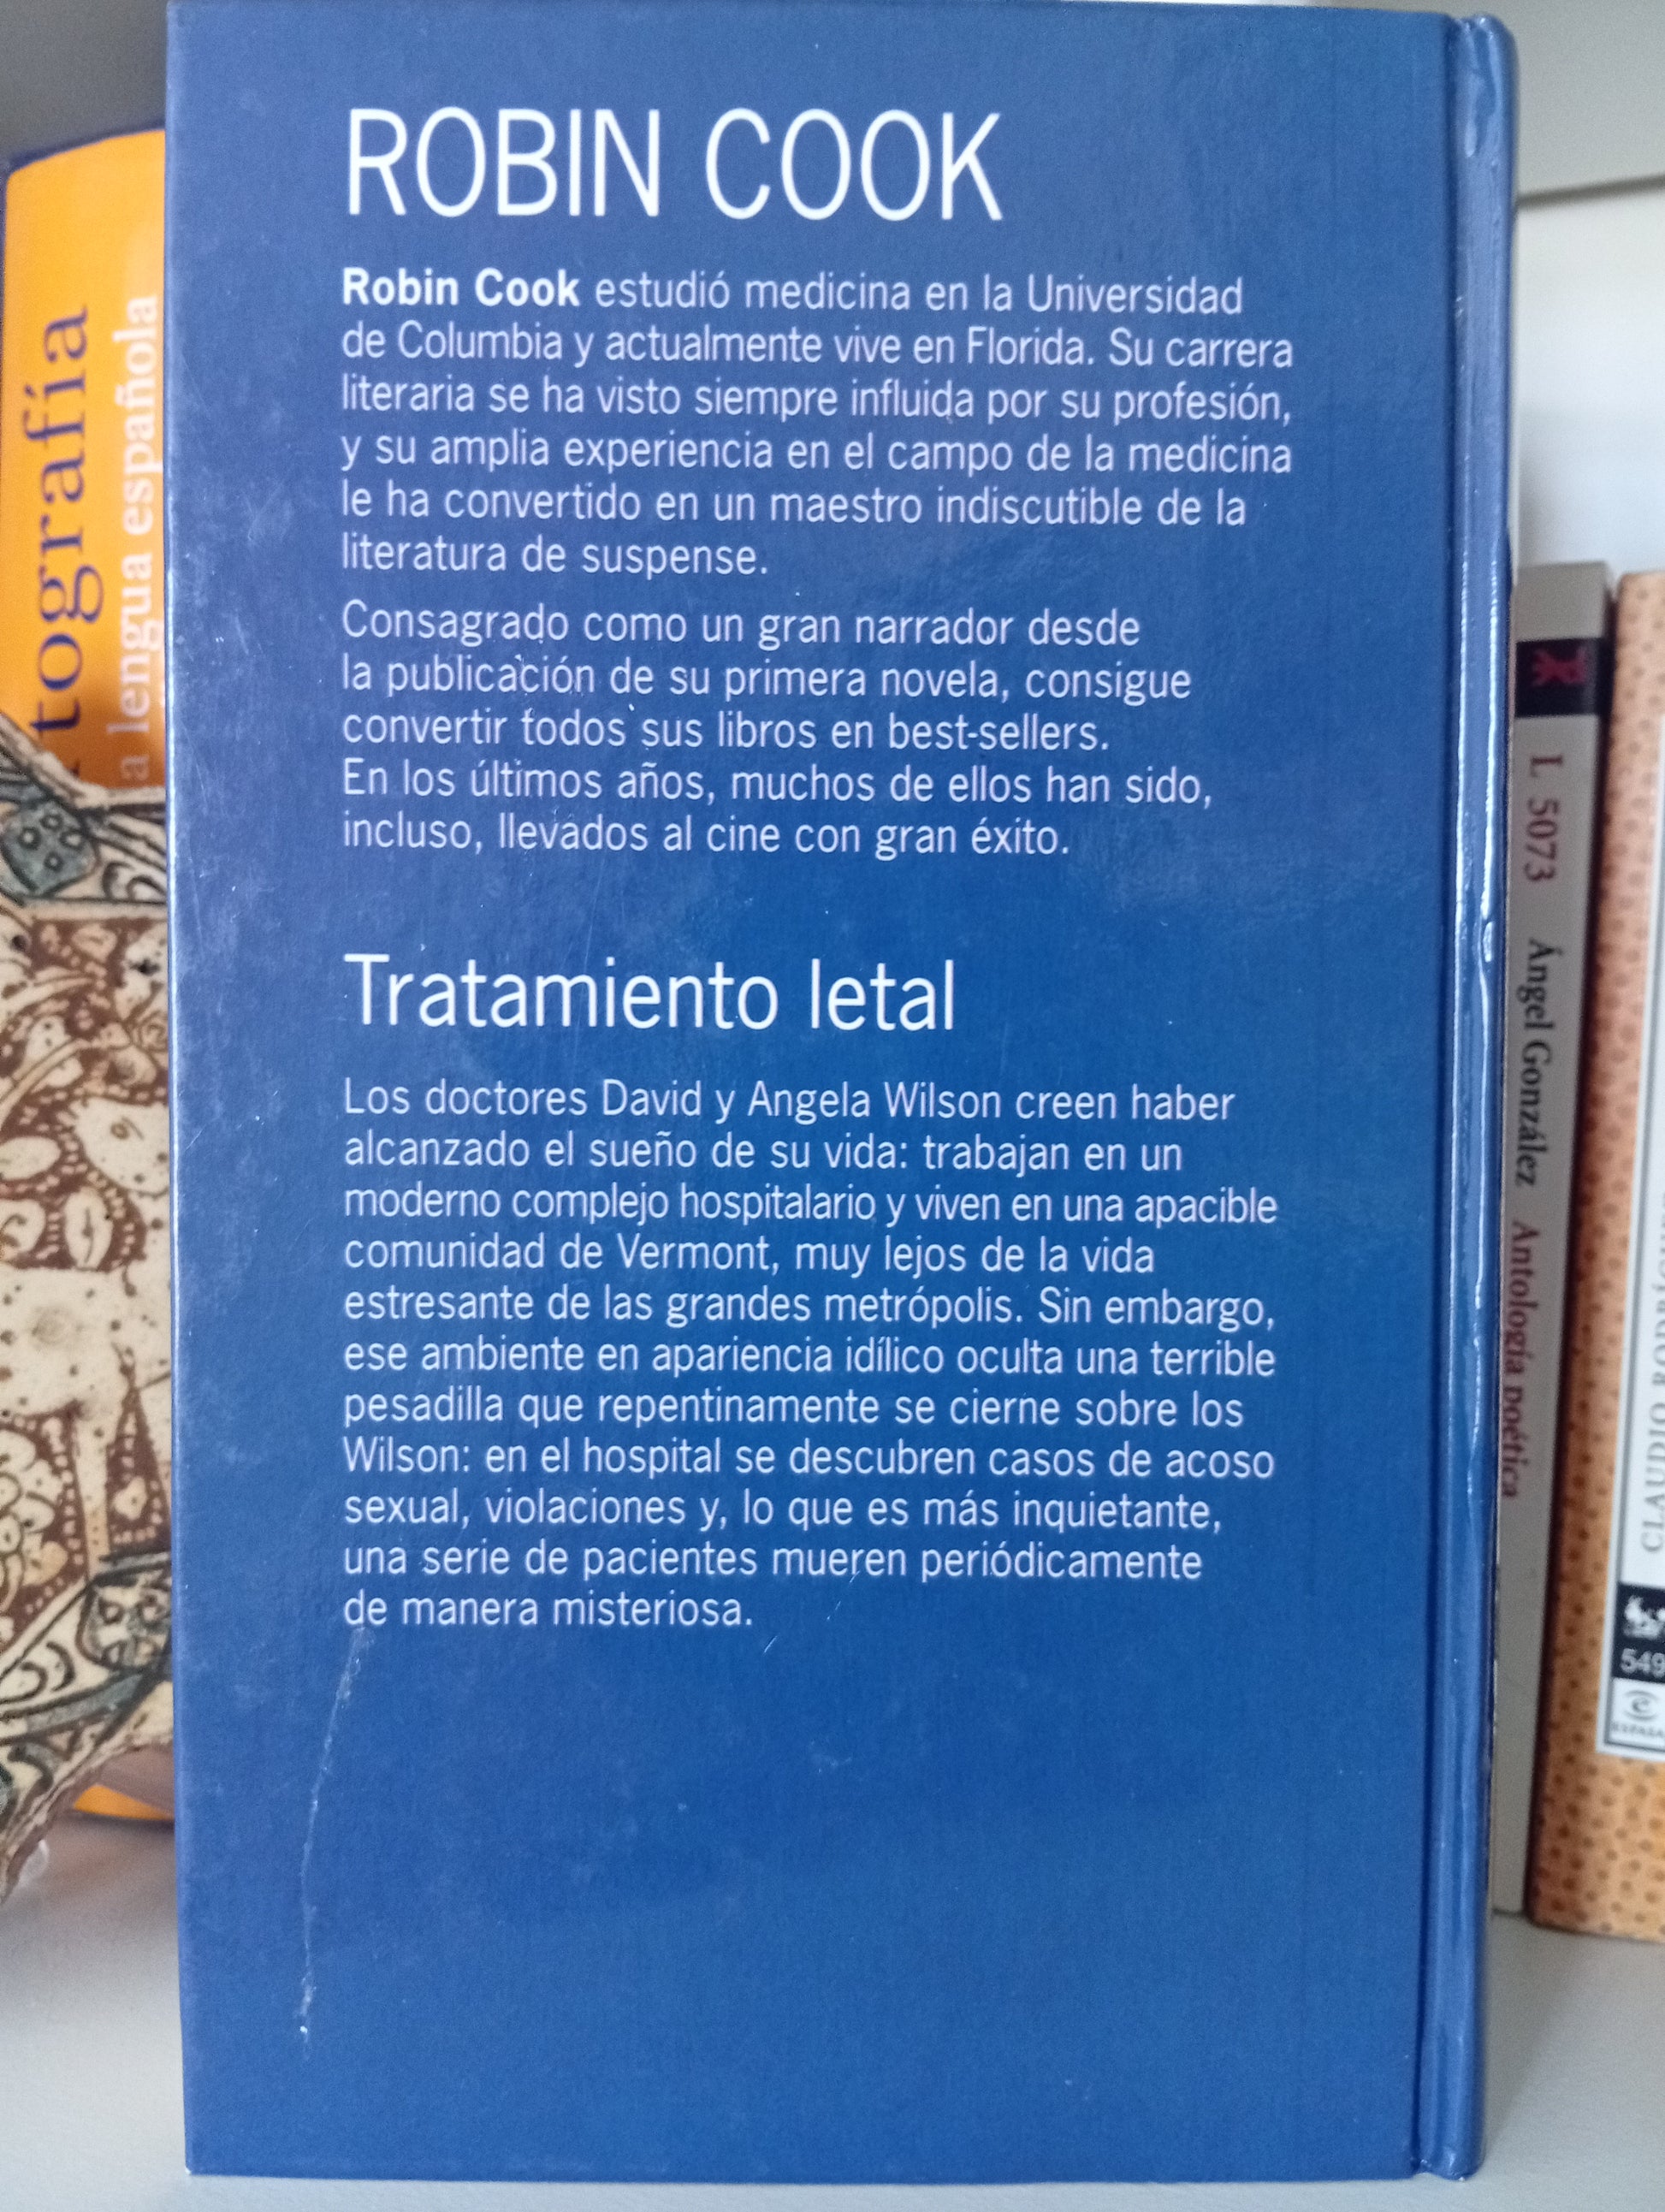 ROBIN COOK
Robin Cook estudió medicina en la Universidad
de Columbia y actualmente vive en Florida. Su carrera
literaria se ha visto siempre influida por su profesión,
y su amplia experiencia en el campo de la medicina
le ha convertido en un maestro indiscutible de la
literatura de suspense.
Consagrado como un gran narrador desde
la publicación de su primera novela, consigue
convertir todos sus libros en best-sellers.
En los últimos años, muchos de ellos han sido,
incluso, llevados al cine con gran éxito.
Tratamiento letal
Los doctores David y Angela Wilson creen haber
alcanzado el sueño de su vida: trabajan en un
moderno complejo hospitalario y viven en una apacible
comunidad de Vermont, muy lejos de la vida
estresante de las grandes metrópolis. Sin embargo,
ese ambiente en apariencia idílico oculta una terrible
pesadilla que repentinamente se cierne sobre los
Wilson: en el hospital se descubren casos de acoso
sexual, violaciones y, lo que es más inquietante,
una serie de pacientes mueren periódicamente
de manera misteriosa.
tografía
a lengua española
L 5073 Ángel González Antología poética
CLAUDIO
549
ESPASA